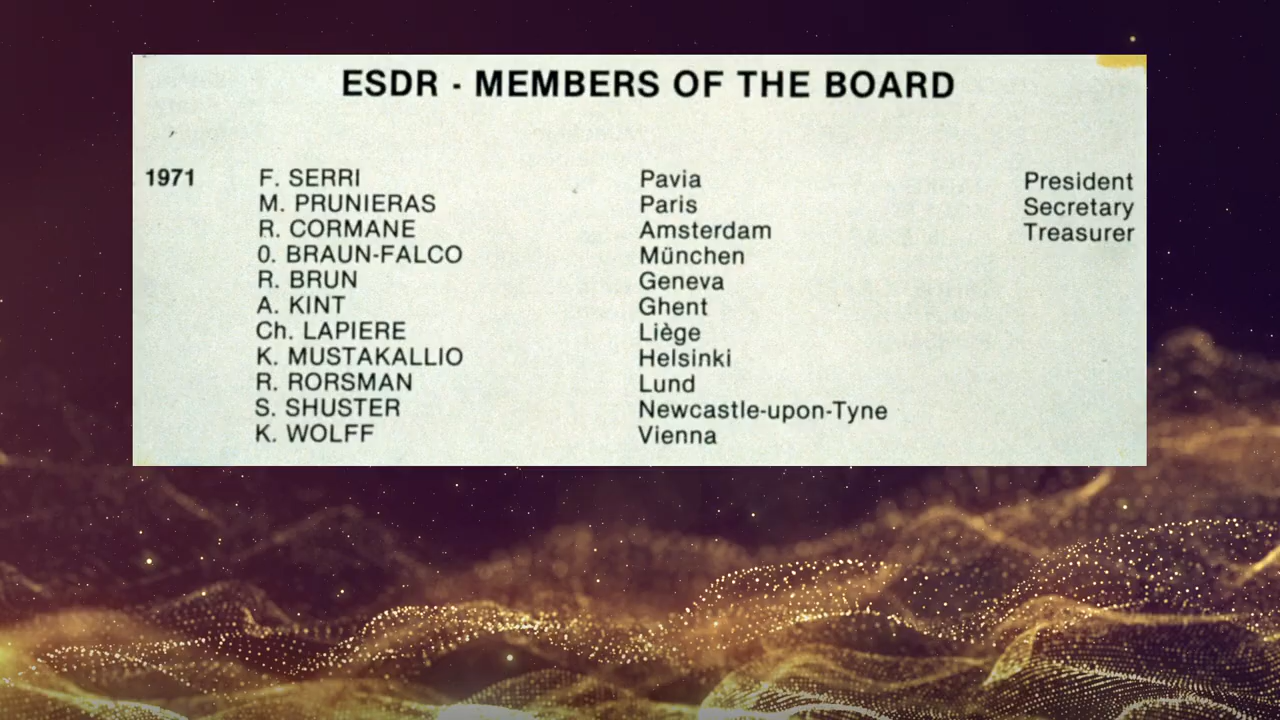 ESDR - MEMBERS OF THE BOARD
1971 F. SERRI Pavia President
M. PRUNIERAS Paris Secretary
R. CORMANE Amsterdam Treasurer
0. BRAUN-FALCO München
R. BRUN Geneva
A. KINT Ghent
Ch. LAPIERE Liège
K. MUSTAKALLIO Helsinki
R. RORSMAN Lund
S. SHUSTER Newcastle-upon-Tyne
K. WOLFF Vienna